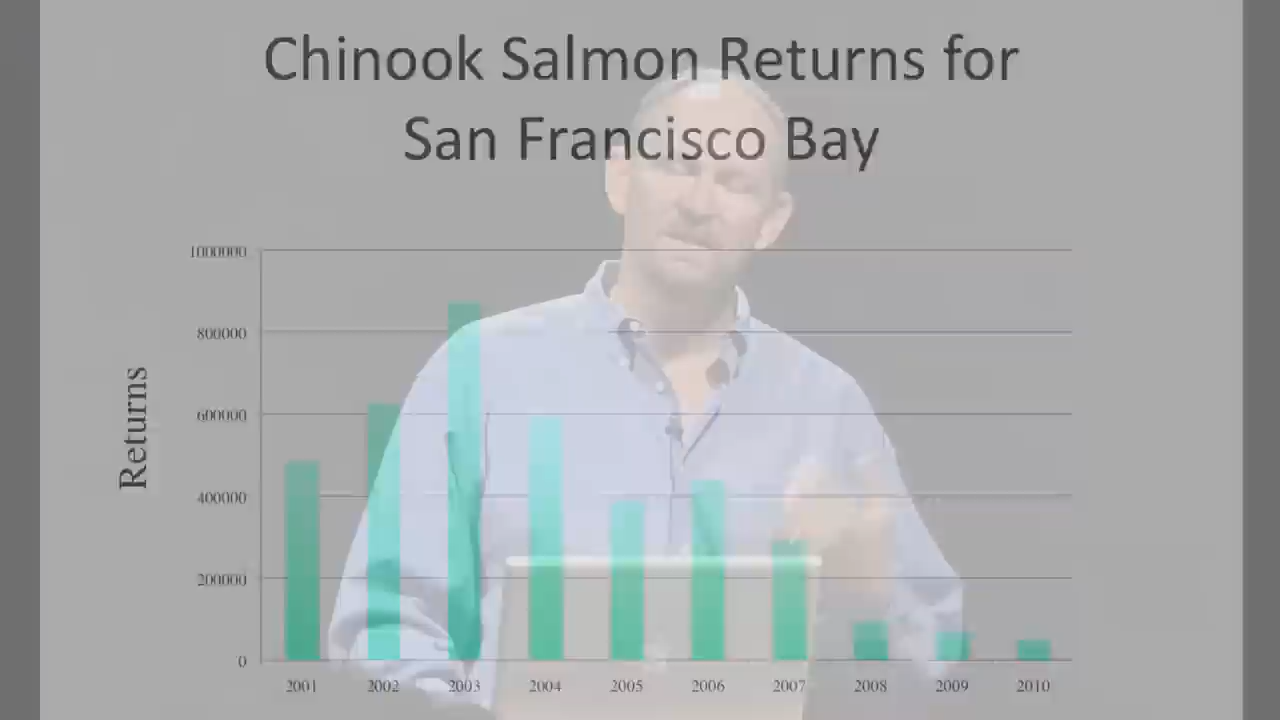 Chinook Salmon Returns for
San Francisco Bay
Returns
1000000
800000
600000
400000
200000
0
2001 2002 2003 2004 2005 2006 2007 2008 2009 2010